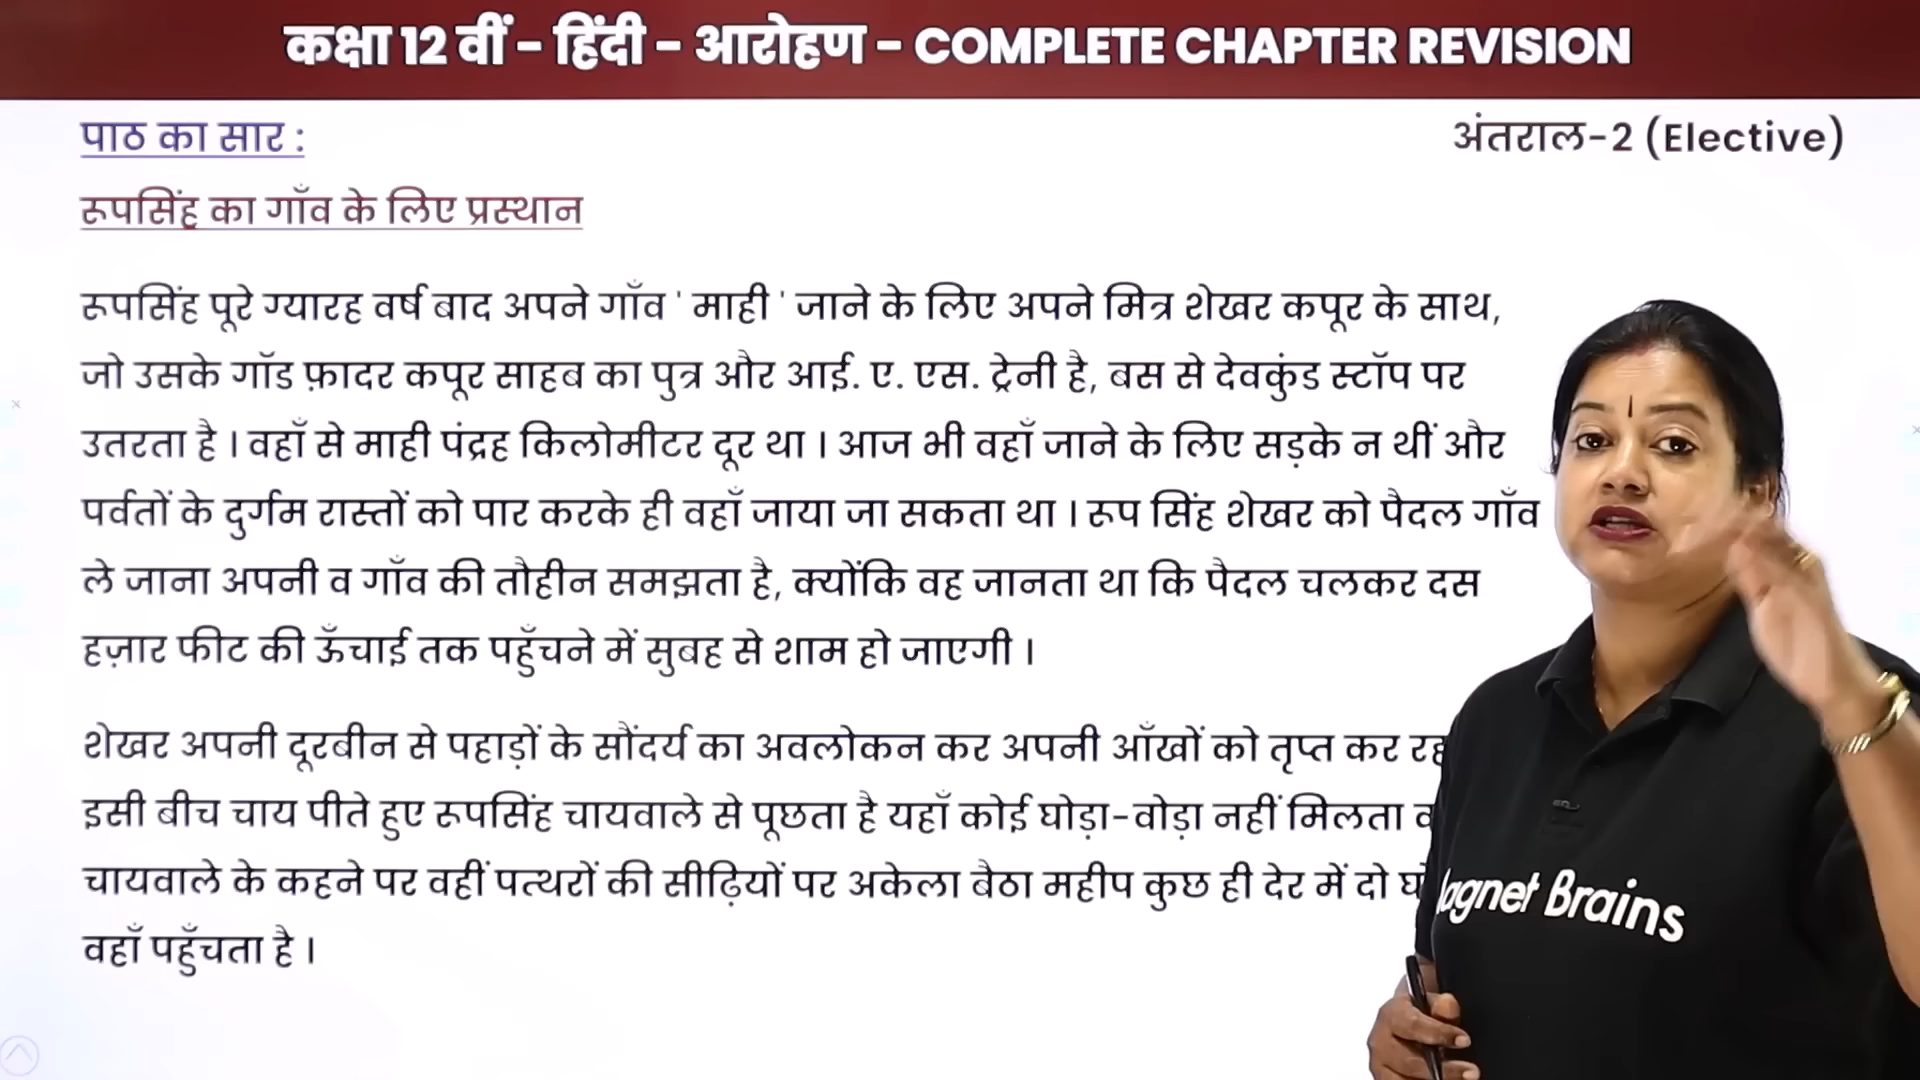 कक्षा 12 वीं - हिंदी - आरोहण - COMPLETE CHAPTER REVISION
पाठ का सार :
अंतराल-2 (Elective)
रूपसिंह का गाँव के लिए प्रस्थान
रूपसिंह पूरे ग्यारह वर्ष बाद अपने गाँव ' माही ' जाने के लिए अपने मित्र शेखर कपूर के साथ,
जो उसके गॉड फ़ादर कपूर साहब का पुत्र और आई. ए. एस. ट्रेनी है, बस से देवकुंड स्टॉप पर
उतरता है । वहाँ से माही पंद्रह किलोमीटर दूर था । आज भी वहाँ जाने के लिए सड़के न थीं और
पर्वतों के दुर्गम रास्तों को पार करके ही वहाँ जाया जा सकता था । रूप सिंह शेखर को पैदल गाँव
ले जाना अपनी व गाँव की तौहीन समझता है, क्योंकि वह जानता था कि पैदल चलकर दस
हज़ार फीट की ऊँचाई तक पहुँचने में सुबह से शाम हो जाएगी ।
शेखर अपनी दूरबीन से पहाड़ों के सौंदर्य का अवलोकन कर अपनी आँखों को तृप्त कर
इसी बीच चाय पीते हुए रूपसिंह चायवाले से पूछता है यहाँ कोई घोड़ा-वोड़ा नहीं मिलता
चायवाले के कहने पर वहीं पत्थरों की सीढ़ियों पर अकेला बैठा महीप कुछ ही देर में दो
वहाँ पहुँचता है ।
agnet Brains